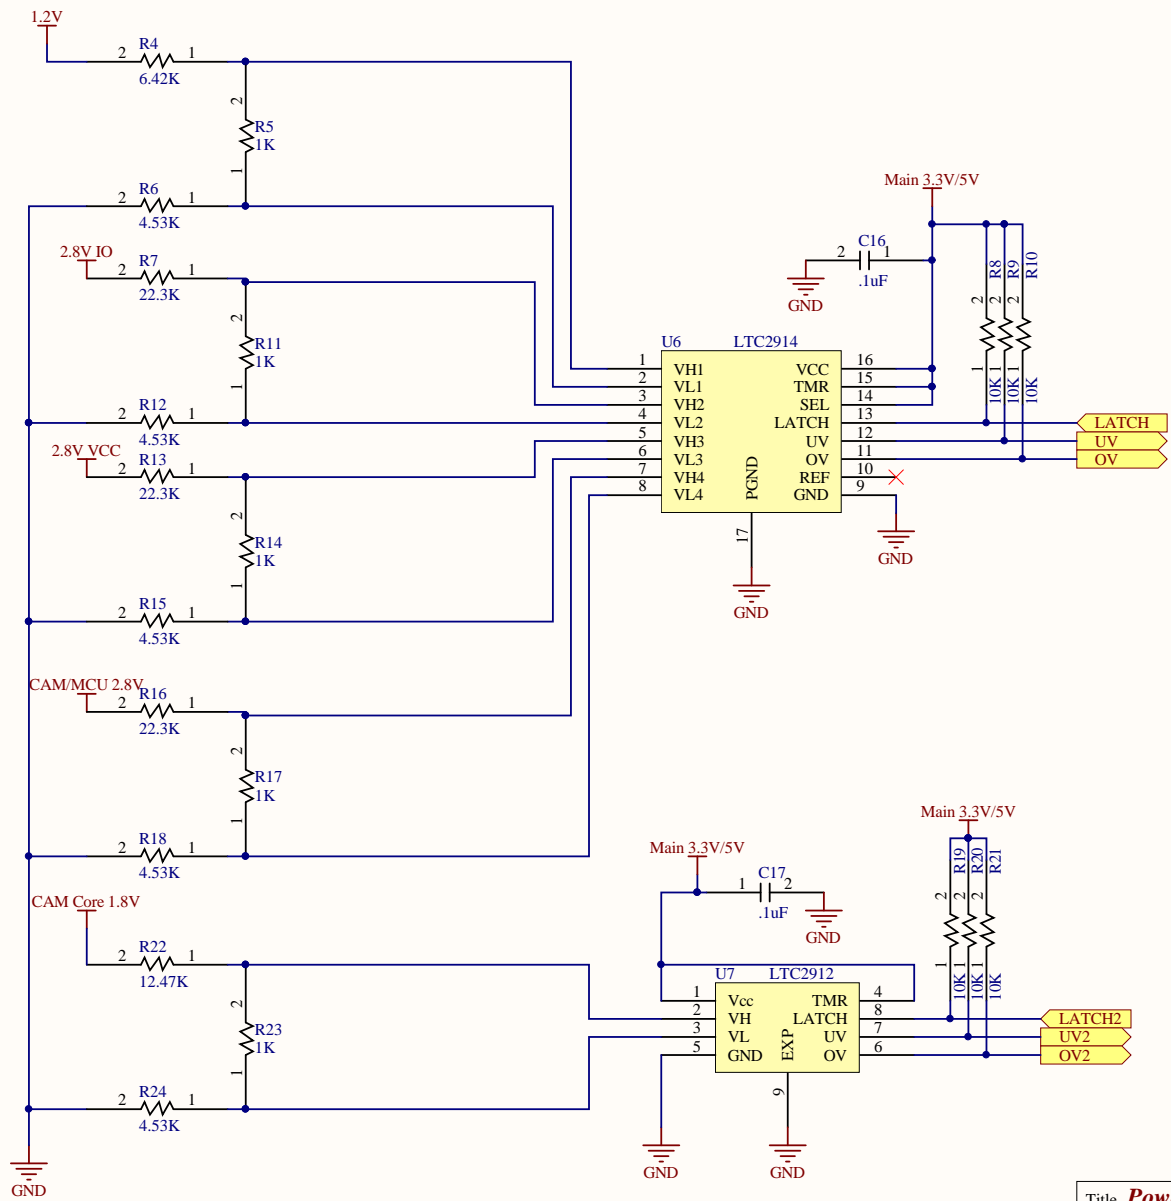 1.2V
2 R4 1
6.42K
2
R5
1K
1
2 R6 1
4.53K
2.8V IO
2 R7 1
22.3K
2
R11
1K
1
2 R12 1
4.53K
2.8V VCC
2 R13 1
22.3K
2
R14
1K
1
2 R15 1
4.53K
CAM/MCU 2.8V
2 R16 1
22.3K
2
R17
1K
1
2 R18 1
4.53K
CAM Core 1.8V
2 R22 1
12.47K
2
R23
1K
1
2 R24 1
4.53K
GND
Main 3.3V/5V
2 C16 1
.1uF
GND
R8 R9 R10
2 2 2
1 1 1
10K 10K 10K
U6 LTC2914
1 VH1 VCC 16
2 VL1 TMR 15
3 VH2 SEL 14
4 VL2 LATCH 13 LATCH
5 VH3 UV 12 UV
6 VL3 OV 11 OV
7 VH4 REF 10
8 VL4 GND 9
PGND
17
GND
GND
Main 3.3V/5V
1 C17 2
.1uF
GND
Main 3.3V/5V
R19 R20 R21
2 2 2
1 1 1
10K 10K 10K
U7 LTC2912
1 Vcc TMR 4
2 VH LATCH 8 LATCH2
3 VL UV 7 UV2
5 GND OV 6 OV2
EXP
9
GND
GND
Title Pow